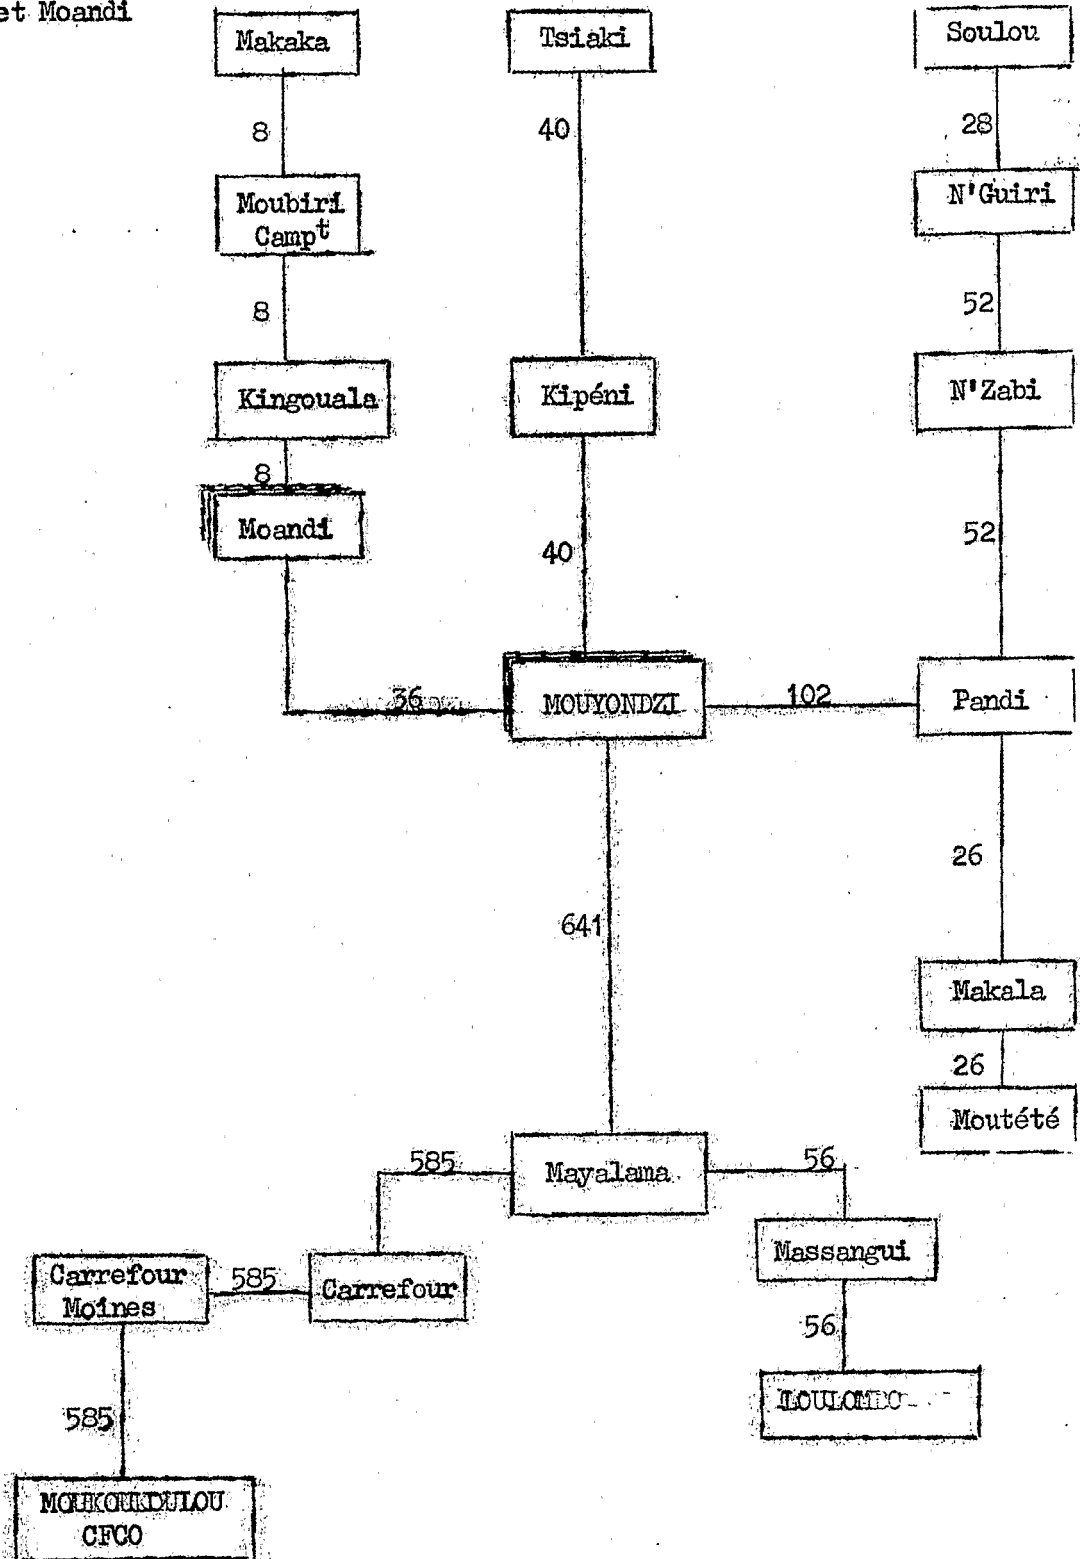 et Moandi
Makaka
Tsiaki
Soulou
8
40
28
Moubiri
Campt
N'Guiri
8
52
Kingouala
Kipéni
N'Zabi
8
Moandi
40
52
36
MOUYONDZI
102
Pandi
26
641
Makala
26
Moutété
585
Mayalama
56
Massangui
Carrefour
Moines
585
Carrefour
56
LOULOMBO
585
CFCO